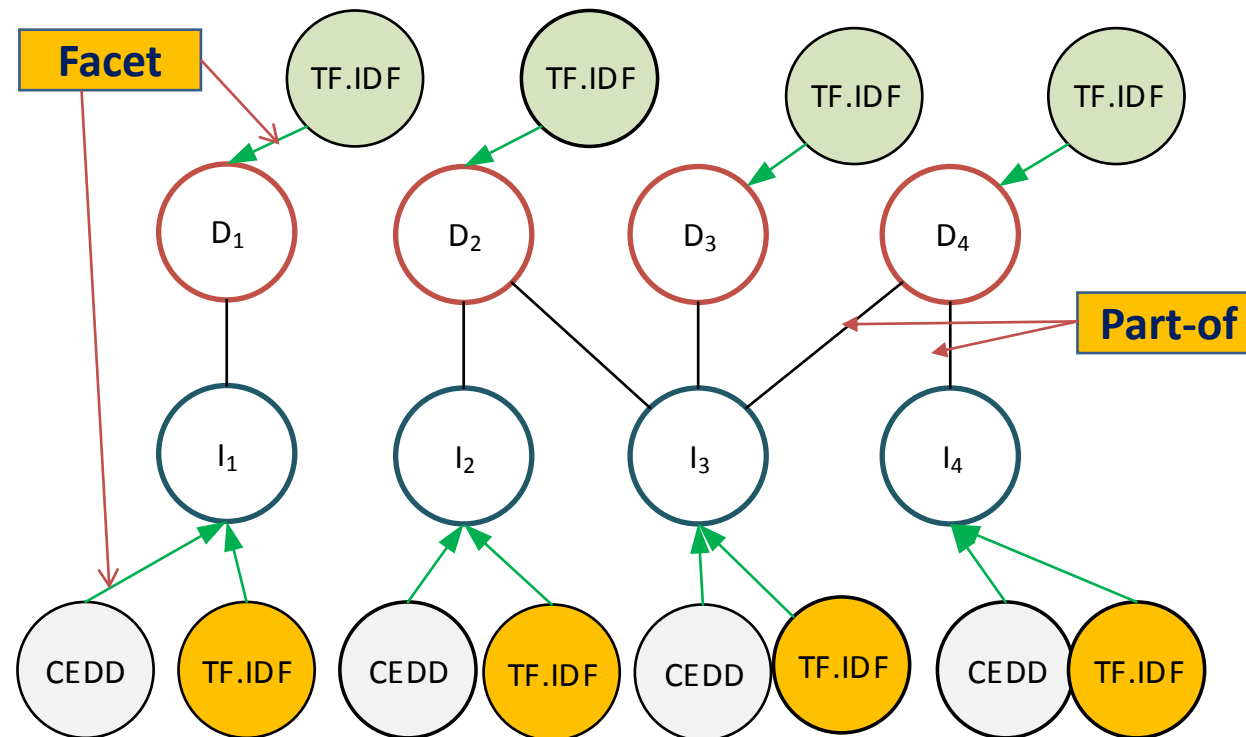 Facet
TF.IDF
TF.IDF
TF.IDF
TF.IDF
D₁
D₂
D₃
D₄
Part-of
I₁
I₂
I₃
I₄
CEDD
TF.IDF
CEDD
TF.IDF
CEDD
TF.IDF
CEDD
TF.IDF